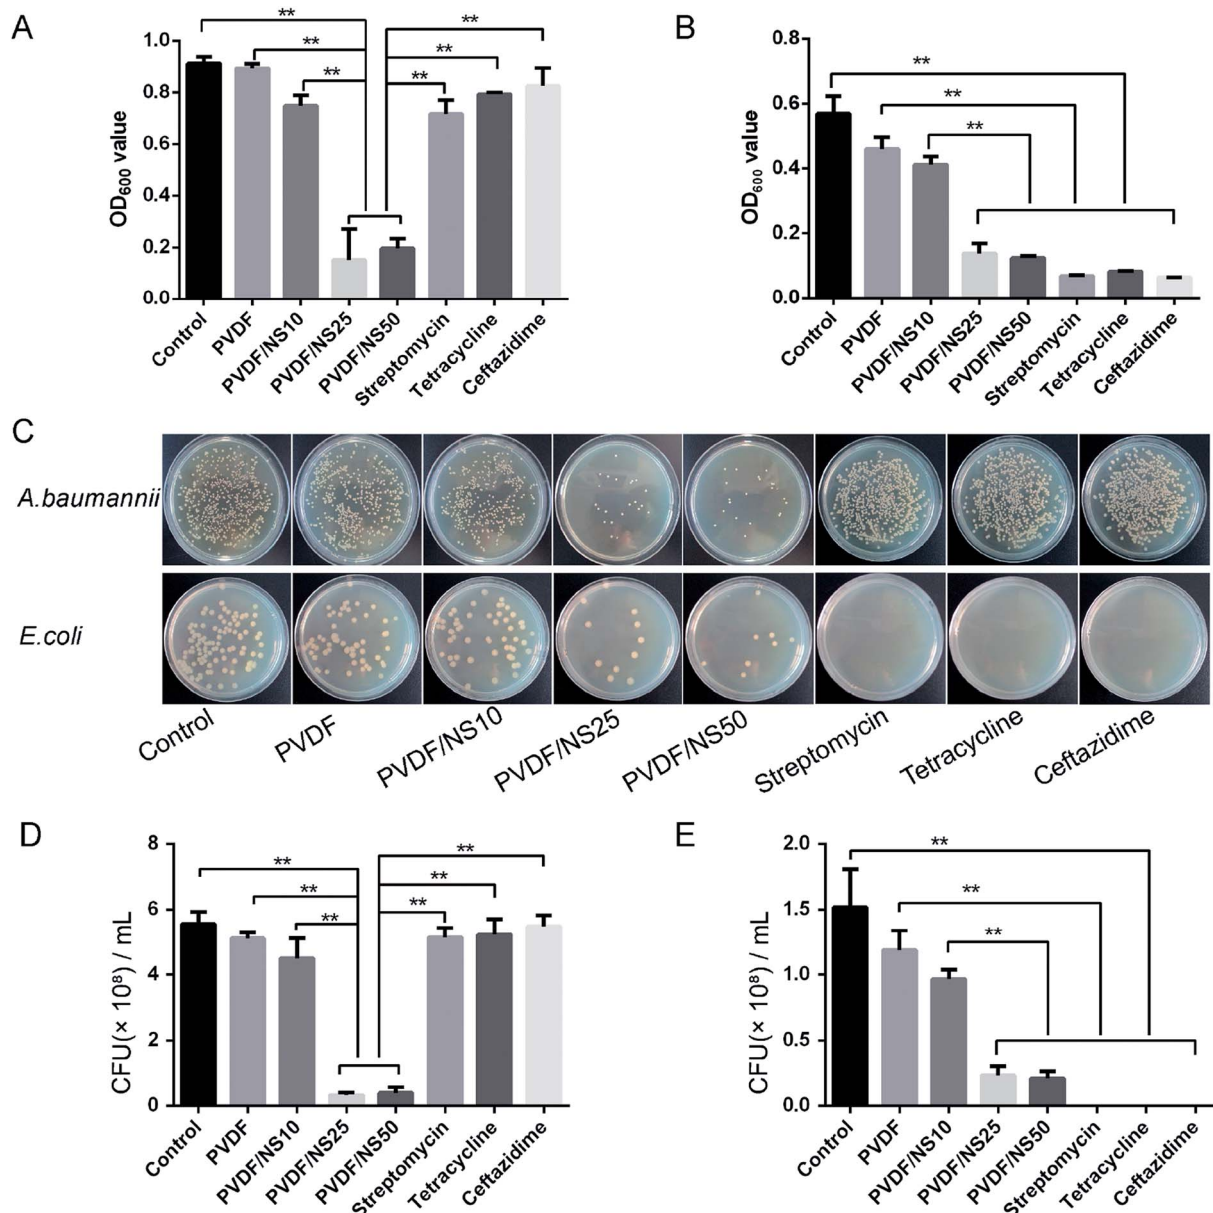 A
**
**
**
**
**
**
1.0
0.8
0.6
0.4
0.2
0.0
OD600 value
Control
PVDF
PVDF/NS10
PVDF/NS25
PVDF/NS50
Streptomycin
Tetracycline
Ceftazidime
B
**
**
**
0.8
0.6
0.4
0.2
0.0
OD600 value
Control
PVDF
PVDF/NS10
PVDF/NS25
PVDF/NS50
Streptomycin
Tetracycline
Ceftazidime
C
A.baumannii
E.coli
Control
PVDF
PVDF/NS10
PVDF/NS25
PVDF/NS50
Streptomycin
Tetracycline
Ceftazidime
D
**
**
**
**
**
**
8
6
4
2
0
CFU(× 10⁸) / mL
Control
PVDF
PVDF/NS10
PVDF/NS25
PVDF/NS50
Streptomycin
Tetracycline
Ceftazidime
E
**
**
**
2.0
1.5
1.0
0.5
0.0
CFU(× 10⁸) / mL
Control
PVDF
PVDF/NS10
PVDF/NS25
PVDF/NS50
Streptomycin
Tetracycline
Ceftazidime